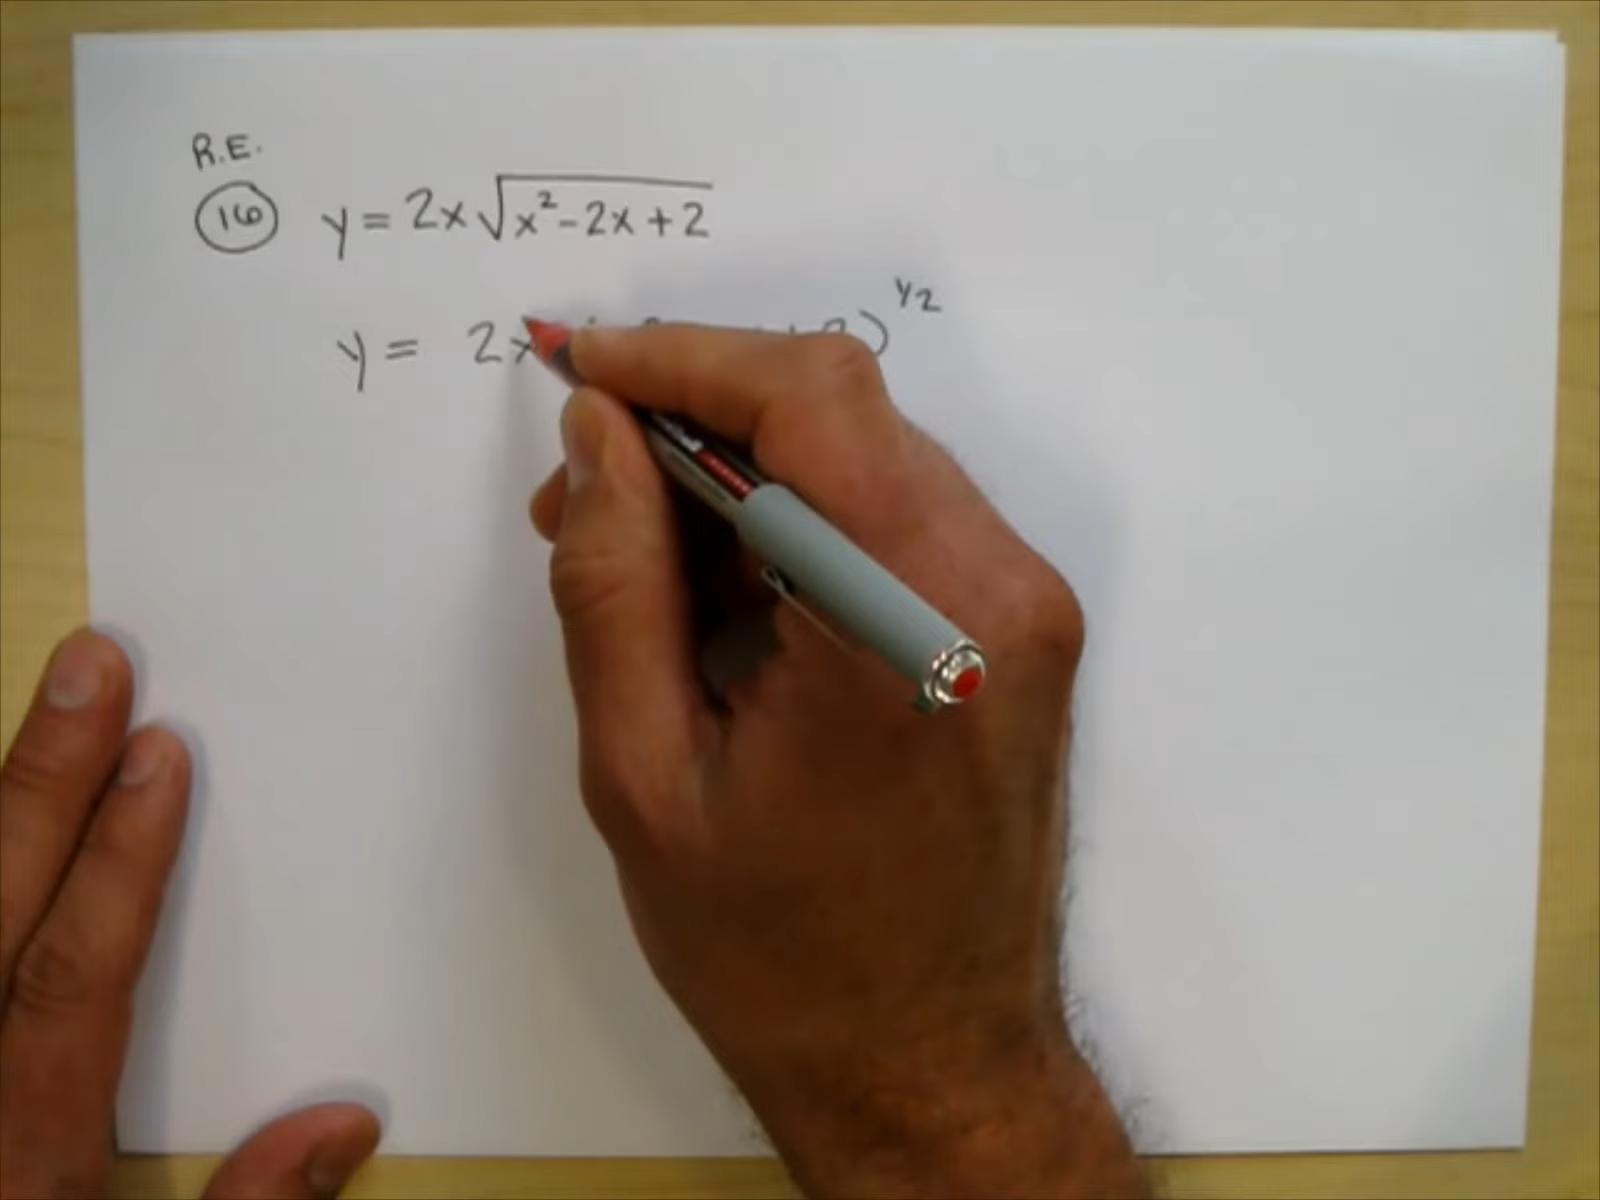 R.E.
16 y = 2x √(x² - 2x + 2)
y = 2x )^1/2